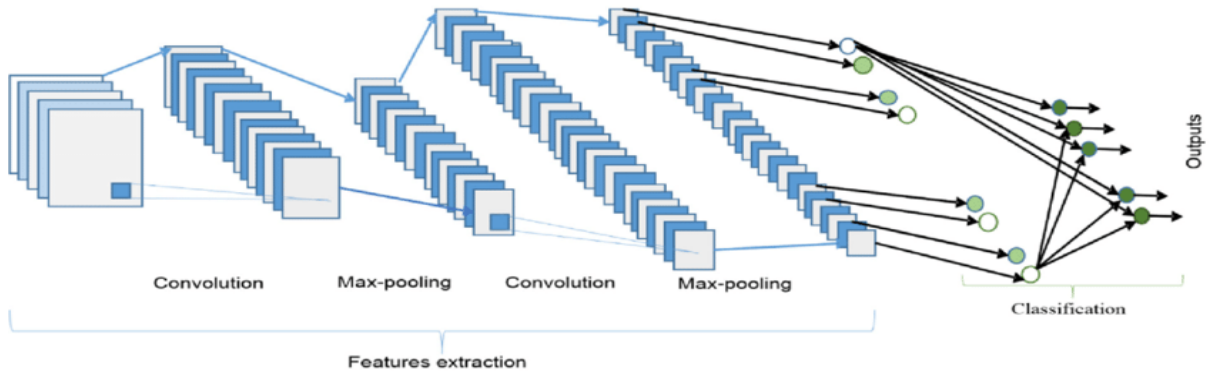 Outputs
Convolution
Max-pooling
Convolution
Max-pooling
Classification
Features extraction